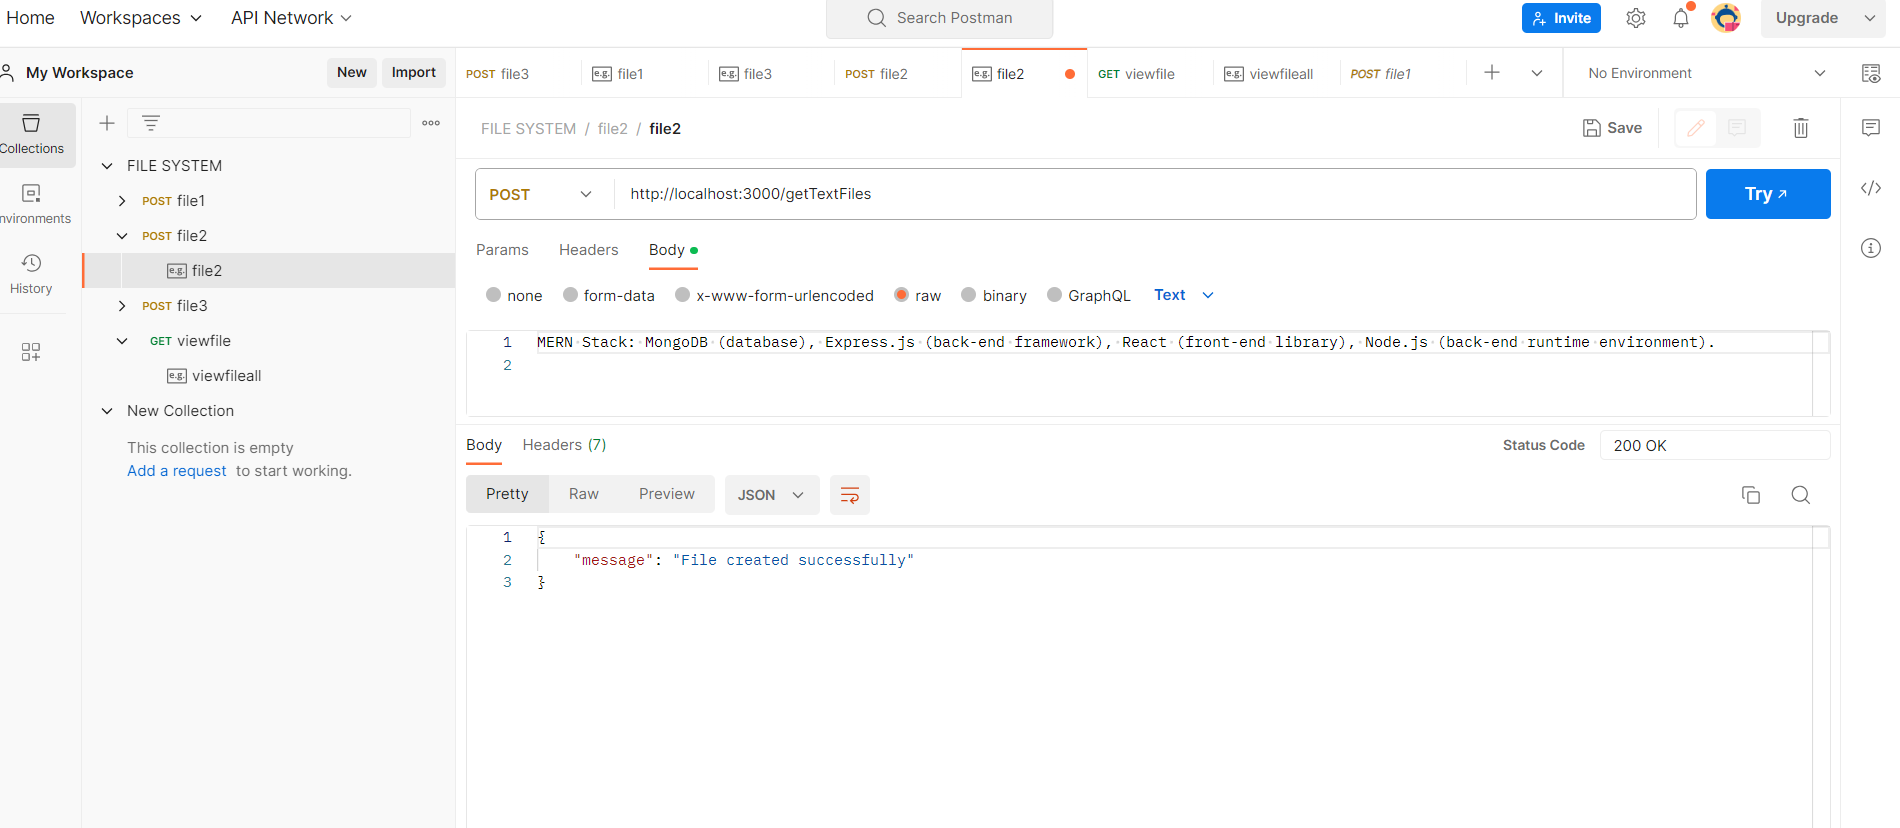 Home Workspaces API Network Search Postman Invite Upgrade
My Workspace New Import POST file3 e.g. file1 e.g. file3 POST file2 e.g. file2 GET viewfile e.g. viewfileall POST file1 No Environment
Collections
nvironments
History
FILE SYSTEM
POST file1
POST file2
e.g. file2
POST file3
GET viewfile
e.g. viewfileall
New Collection
This collection is empty
Add a request to start working.
FILE SYSTEM / file2 / file2 Save
POST http://localhost:3000/getTextFiles Try
Params Headers Body
none form-data x-www-form-urlencoded raw binary GraphQL Text
1 MERN Stack: MongoDB (database), Express.js (back-end framework), React (front-end library), Node.js (back-end runtime environment).
2
Body Headers (7) Status Code 200 OK
Pretty Raw Preview JSON
1 {
2 "message": "File created successfully"
3 }